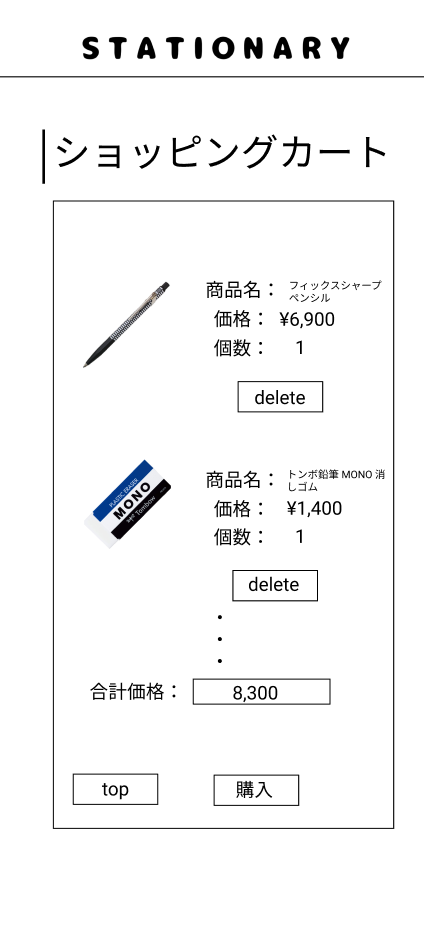 STATIONARY
ショッピングカート
商品名： フィックスシャープ
ペンシル
価格： ¥6,900
個数： 1
delete
PLASTIC ERASER
MONO
Tombow
商品名： トンボ鉛筆 MONO 消
しゴム
価格： ¥1,400
個数： 1
delete
合計価格： 8,300
top 購入